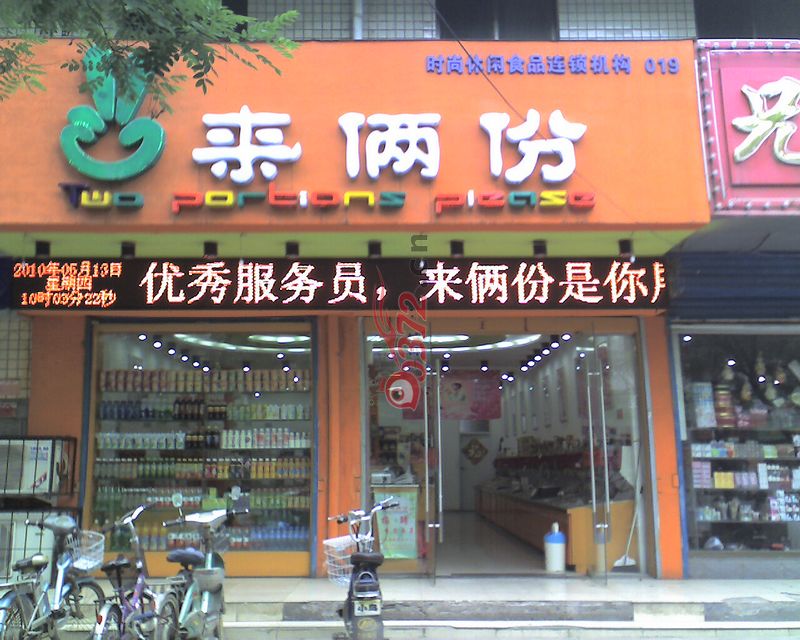 时尚休闲食品连锁机构 019
来俩份
Two portions please
2010年05月13日
星期四
10时03分22秒
优秀服务员，来俩份是你
0372.cn